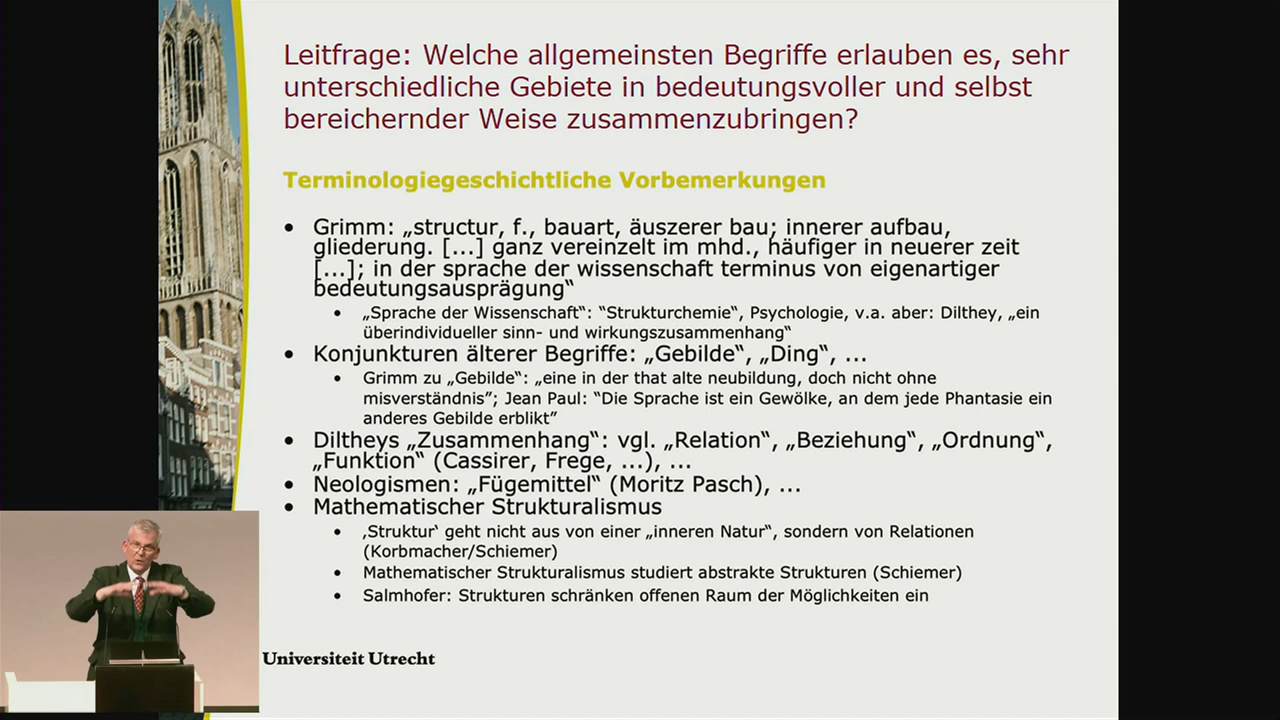 Leitfrage: Welche allgemeinsten Begriffe erlauben es, sehr
unterschiedliche Gebiete in bedeutungsvoller und selbst
bereichernder Weise zusammenzubringen?
Terminologiegeschichtliche Vorbemerkungen
• Grimm: „structur, f., bauart, äuszerer bau; innerer aufbau,
gliederung. [...] ganz vereinzelt im mhd., häufiger in neuerer zeit
[...]; in der sprache der wissenschaft terminus von eigenartiger
bedeutungsausprägung“
• „Sprache der Wissenschaft“: “Strukturchemie“, Psychologie, v.a. aber: Dilthey, „ein
überindividueller sinn- und wirkungszusammenhang“
• Konjunkturen älterer Begriffe: „Gebilde“, „Ding“, ...
• Grimm zu „Gebilde“: „eine in der that alte neubildung, doch nicht ohne
misverständnis”; Jean Paul: “Die Sprache ist ein Gewölke, an dem jede Phantasie ein
anderes Gebilde erblikt”
• Diltheys „Zusammenhang“: vgl. „Relation“, „Beziehung“, „Ordnung“,
„Funktion“ (Cassirer, Frege, ...), ...
• Neologismen: „Fügemittel“ (Moritz Pasch), ...
• Mathematischer Strukturalismus
• ‚Struktur‘ geht nicht aus von einer „inneren Natur“, sondern von Relationen
(Korbmacher/Schiemer)
• Mathematischer Strukturalismus studiert abstrakte Strukturen (Schiemer)
• Salmhofer: Strukturen schränken offenen Raum der Möglichkeiten ein
Universiteit Utrecht